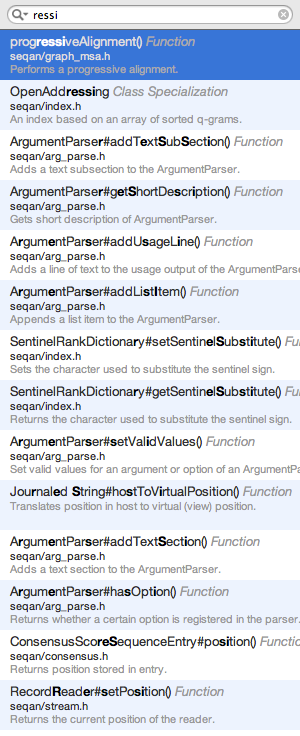 ressi
progressiveAlignment() Function
seqan/graph_msa.h
Performs a progressive alignment.
OpenAddressing Class Specialization
seqan/index.h
An index based on an array of sorted q-grams.
ArgumentParser#addTextSubSection() Function
seqan/arg_parse.h
Adds a text subsection to the ArgumentParser.
ArgumentParser#getShortDescription() Function
seqan/arg_parse.h
Gets short description of ArgumentParser.
ArgumentParser#addUsageLine() Function
seqan/arg_parse.h
Adds a line of text to the usage output of the ArgumentParse
ArgumentParser#addListItem() Function
seqan/arg_parse.h
Appends a list item to the ArgumentParser.
SentinelRankDictionary#setSentinelSubstitute() Fu
seqan/index.h
Sets the character used to substitute the sentinel sign.
SentinelRankDictionary#getSentinelSubstitute() Fu
seqan/index.h
Returns the character used to substitute the sentinel sign.
ArgumentParser#setValidValues() Function
seqan/arg_parse.h
Set valid values for an argument or option of an ArgumentPa
Journaled String#hostToVirtualPosition() Function
Translates position in host to virtual (view) position.
ArgumentParser#addTextSection() Function
seqan/arg_parse.h
Adds a text section to the ArgumentParser.
ArgumentParser#hasOption() Function
seqan/arg_parse.h
Returns whether a certain option is registered in the parser.
ConsensusScoreSequenceEntry#position() Functio
seqan/consensus.h
Returns position stored in entry.
RecordReader#setPosition() Function
seqan/stream.h
Returns the current position of the reader.